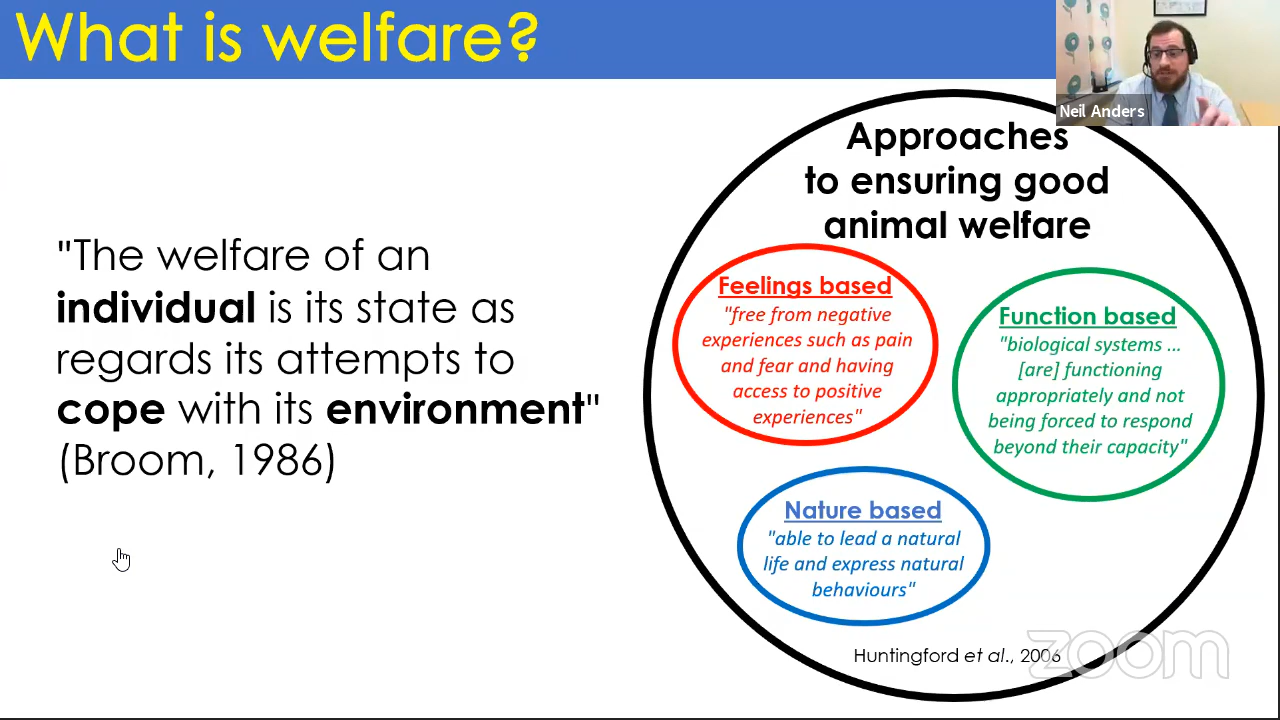 What is welfare?
Neil Anders
"The welfare of an
individual is its state as
regards its attempts to
cope with its environment"
(Broom, 1986)
Approaches
to ensuring good
animal welfare
Feelings based
"free from negative
experiences such as pain
and fear and having
access to positive
experiences"
Function based
"biological systems ...
[are] functioning
appropriately and not
being forced to respond
beyond their capacity"
Nature based
"able to lead a natural
life and express natural
behaviours"
Huntingford et al., 2006
zoom